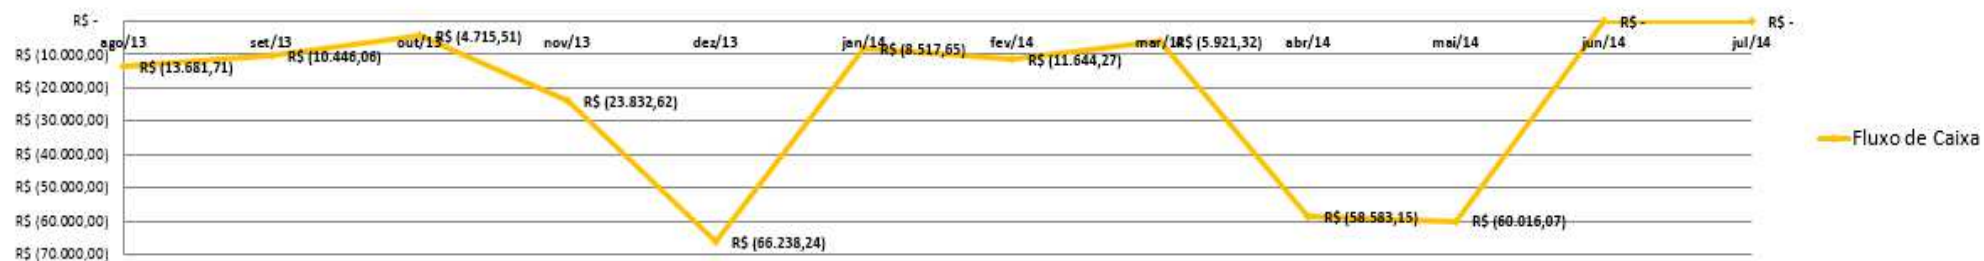 R$ -
R$ (10.000,00)
R$ (20.000,00)
R$ (30.000,00)
R$ (40.000,00)
R$ (50.000,00)
R$ (60.000,00)
R$ (70.000,00)
ago/13
set/13
out/13
nov/13
dez/13
jan/14
fev/14
mar/14
abr/14
mai/14
jun/14
jul/14
R$ (13.681,71)
R$ (10.446,06)
R$ (4.715,51)
R$ (23.832,62)
R$ (66.238,24)
R$ (8.517,65)
R$ (11.644,27)
R$ (5.921,32)
R$ (58.583,15)
R$ (60.016,07)
R$ -
R$ -
Fluxo de Caixa